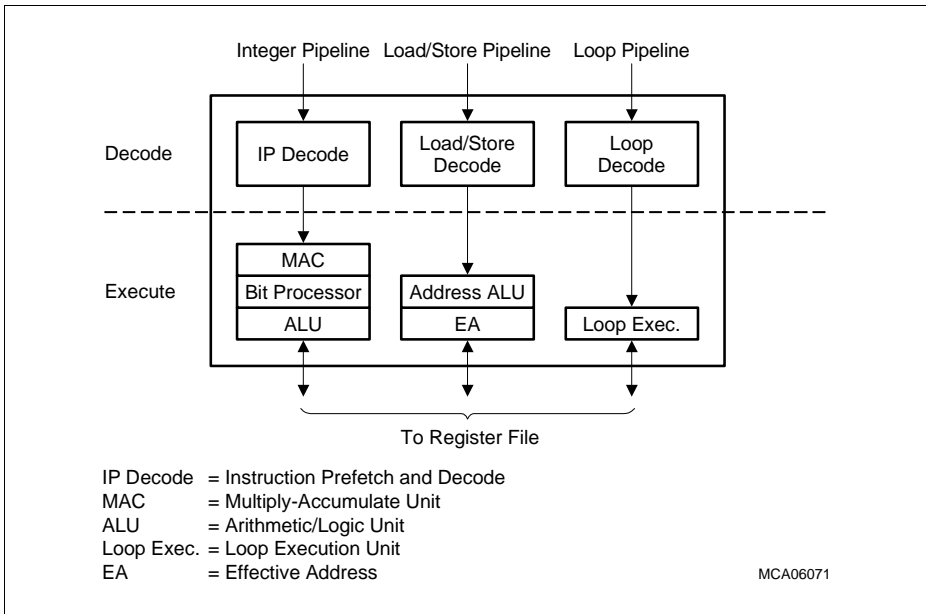 Integer Pipeline Load/Store Pipeline Loop Pipeline
Decode
IP Decode
Load/Store
Decode
Loop
Decode
Execute
MAC
Bit Processor
ALU
Address ALU
EA
Loop Exec.
To Register File
IP Decode = Instruction Prefetch and Decode
MAC = Multiply-Accumulate Unit
ALU = Arithmetic/Logic Unit
Loop Exec. = Loop Execution Unit
EA = Effective Address
MCA06071